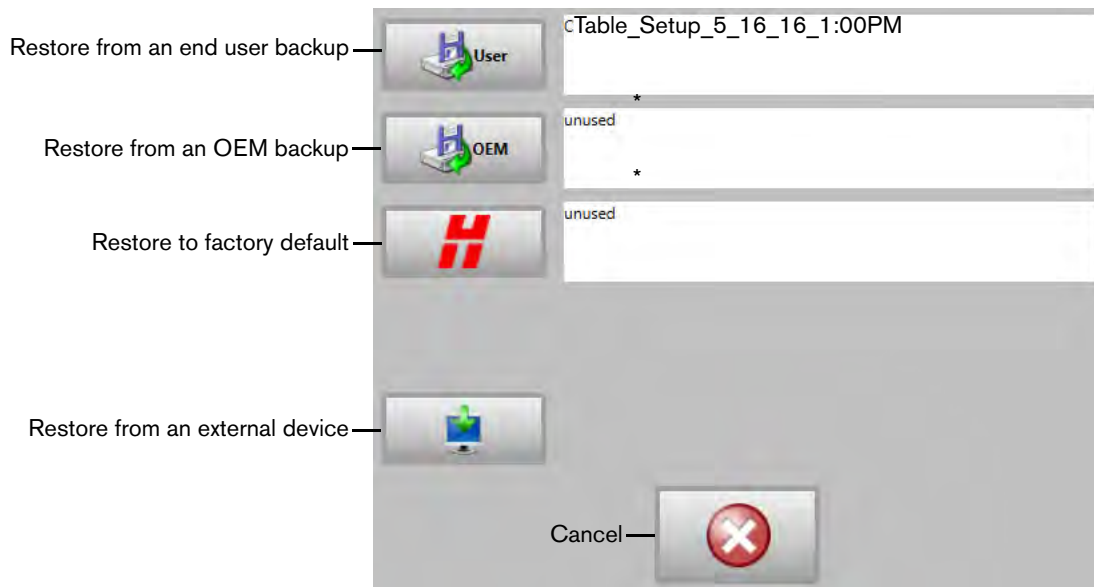 Restore from an end user backup
User
CTable_Setup_5_16_16_1:00PM
*
Restore from an OEM backup
OEM
unused
*
Restore to factory default
unused
Restore from an external device
Cancel